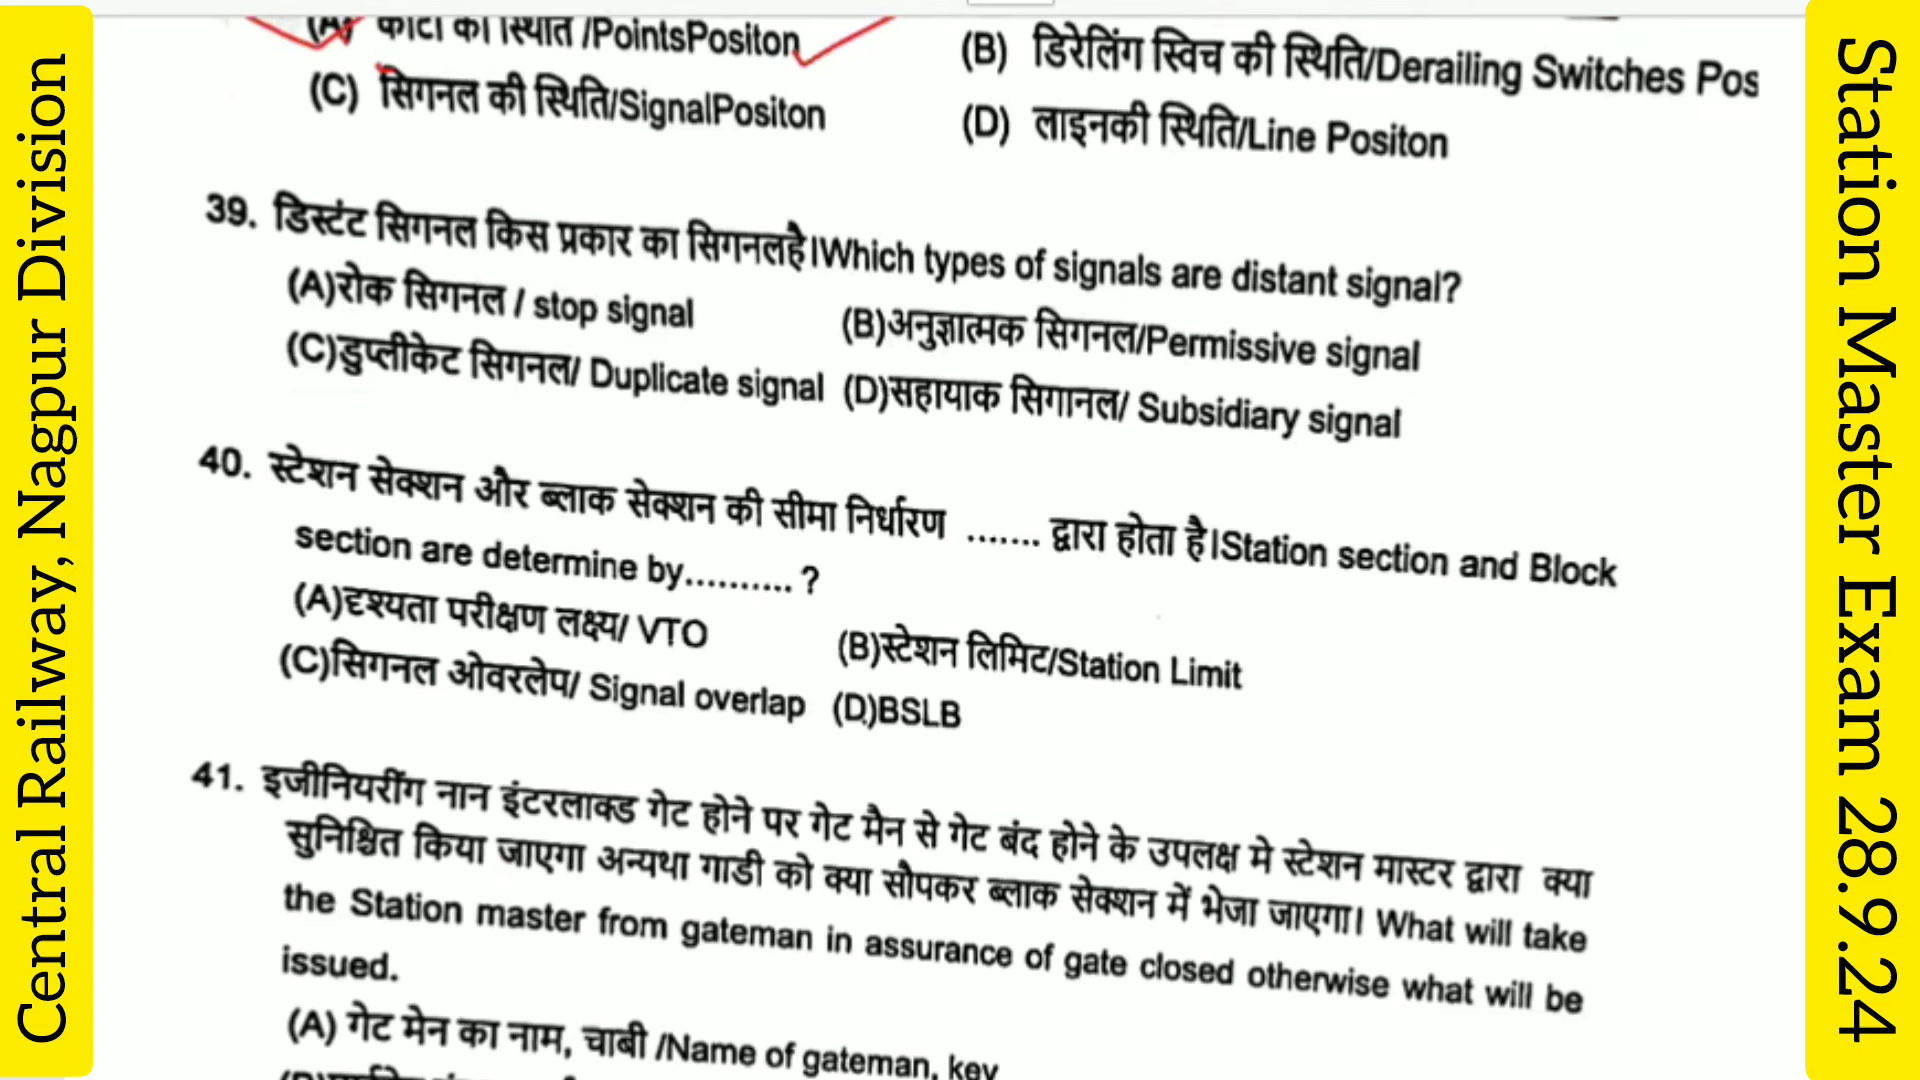 Central Railway, Nagpur Division
(A) कांटो की स्थिति /PointsPositon
(B) डिरेलिंग स्विच की स्थिति/Derailing Switches Pos
(C) सिगनल की स्थिति/SignalPositon
(D) लाइनकी स्थिति/Line Positon
39. डिस्टंट सिगनल किस प्रकार का सिगनलहै।Which types of signals are distant signal?
(A)रोक सिगनल / stop signal
(B)अनुज्ञात्मक सिगनल/Permissive signal
(C)डुप्लीकेट सिगनल/ Duplicate signal (D)सहायाक सिगानल/ Subsidiary signal
40. स्टेशन सेक्शन और ब्लाक सेक्शन की सीमा निर्धारण ....... द्वारा होता है।Station section and Block
section are determine by.......... ?
(A)दृश्यता परीक्षण लक्ष्य/ VTO
(B)स्टेशन लिमिट/Station Limit
(C)सिगनल ओवरलेप/ Signal overlap (D)BSLB
41. इजीनियरींग नान इंटरलाक्ड गेट होने पर गेट मैन से गेट बंद होने के उपलक्ष मे स्टेशन मास्टर द्वारा क्या
सुनिश्चित किया जाएगा अन्यथा गाडी को क्या सौपकर ब्लाक सेक्शन में भेजा जाएगा। What will take
the Station master from gateman in assurance of gate closed otherwise what will be
issued.
(A) गेट मेन का नाम, चाबी /Name of gateman, key
Station Master Exam 28.9.24